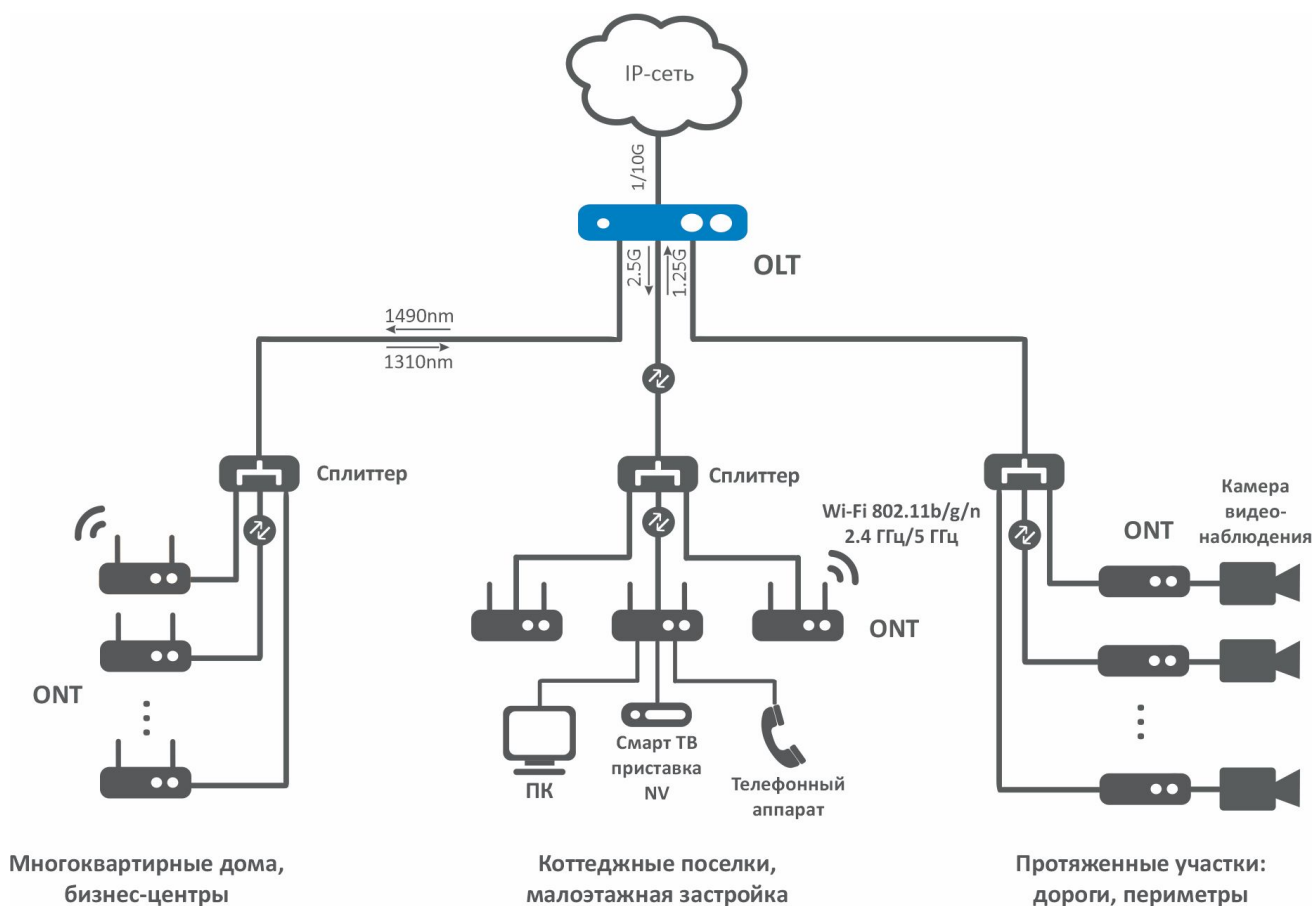 IP-сеть
1/10G
2.5G
1.25G
OLT
1490nm
1310nm
Сплиттер
Сплиттер
Wi-Fi 802.11b/g/n
2.4 ГГц/5 ГГц
ONT
Камера
видео-
наблюдения
ONT
ONT
ПК
Смарт ТВ
приставка
NV
Телефонный
аппарат
Многоквартирные дома,
бизнес-центры
Коттеджные поселки,
малоэтажная застройка
Протяженные участки:
дороги, периметры